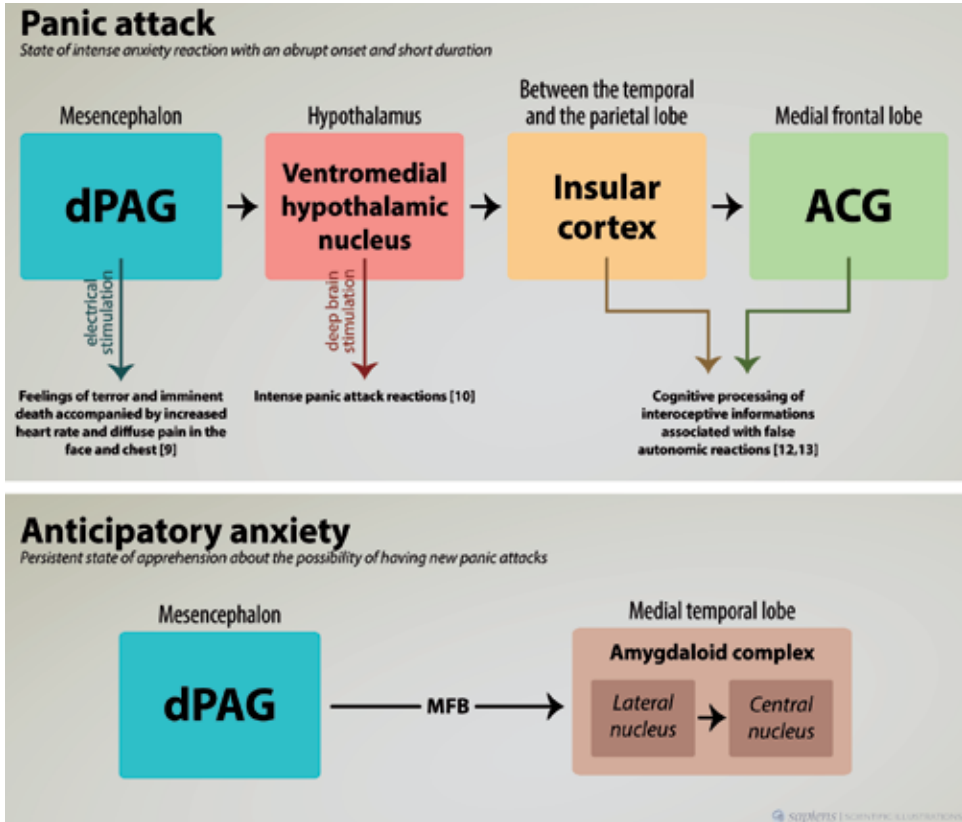 Panic attack
State of intense anxiety reaction with an abrupt onset and short duration
Mesencephalon
dPAG
electrical
stimulation
Feelings of terror and imminent
death accompanied by increased
heart rate and diffuse pain in the
face and chest [9]
Hypothalamus
Ventromedial
hypothalamic
nucleus
deep brain
stimulation
Intense panic attack reactions [10]
Between the temporal
and the parietal lobe
Insular
cortex
Medial frontal lobe
ACG
Cognitive processing of
interoceptive informations
associated with false
autonomic reactions [12,13]
Anticipatory anxiety
Persistent state of apprehension about the possibility of having new panic attacks
Mesencephalon
dPAG
MFB
Medial temporal lobe
Amygdaloid complex
Lateral
nucleus
Central
nucleus
sapiens | SCIENTIFIC ILLUSTRATIONS